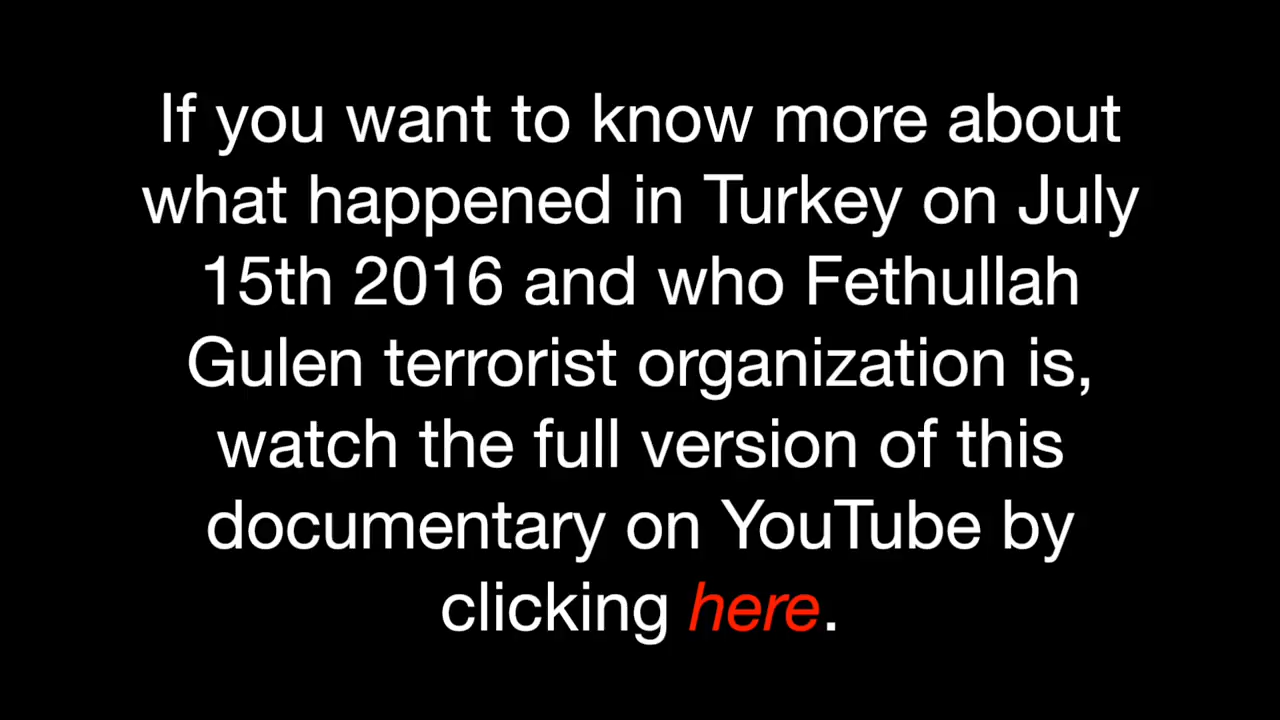 If you want to know more about
what happened in Turkey on July
15th 2016 and who Fethullah
Gulen terrorist organization is,
watch the full version of this
documentary on YouTube by
clicking here.